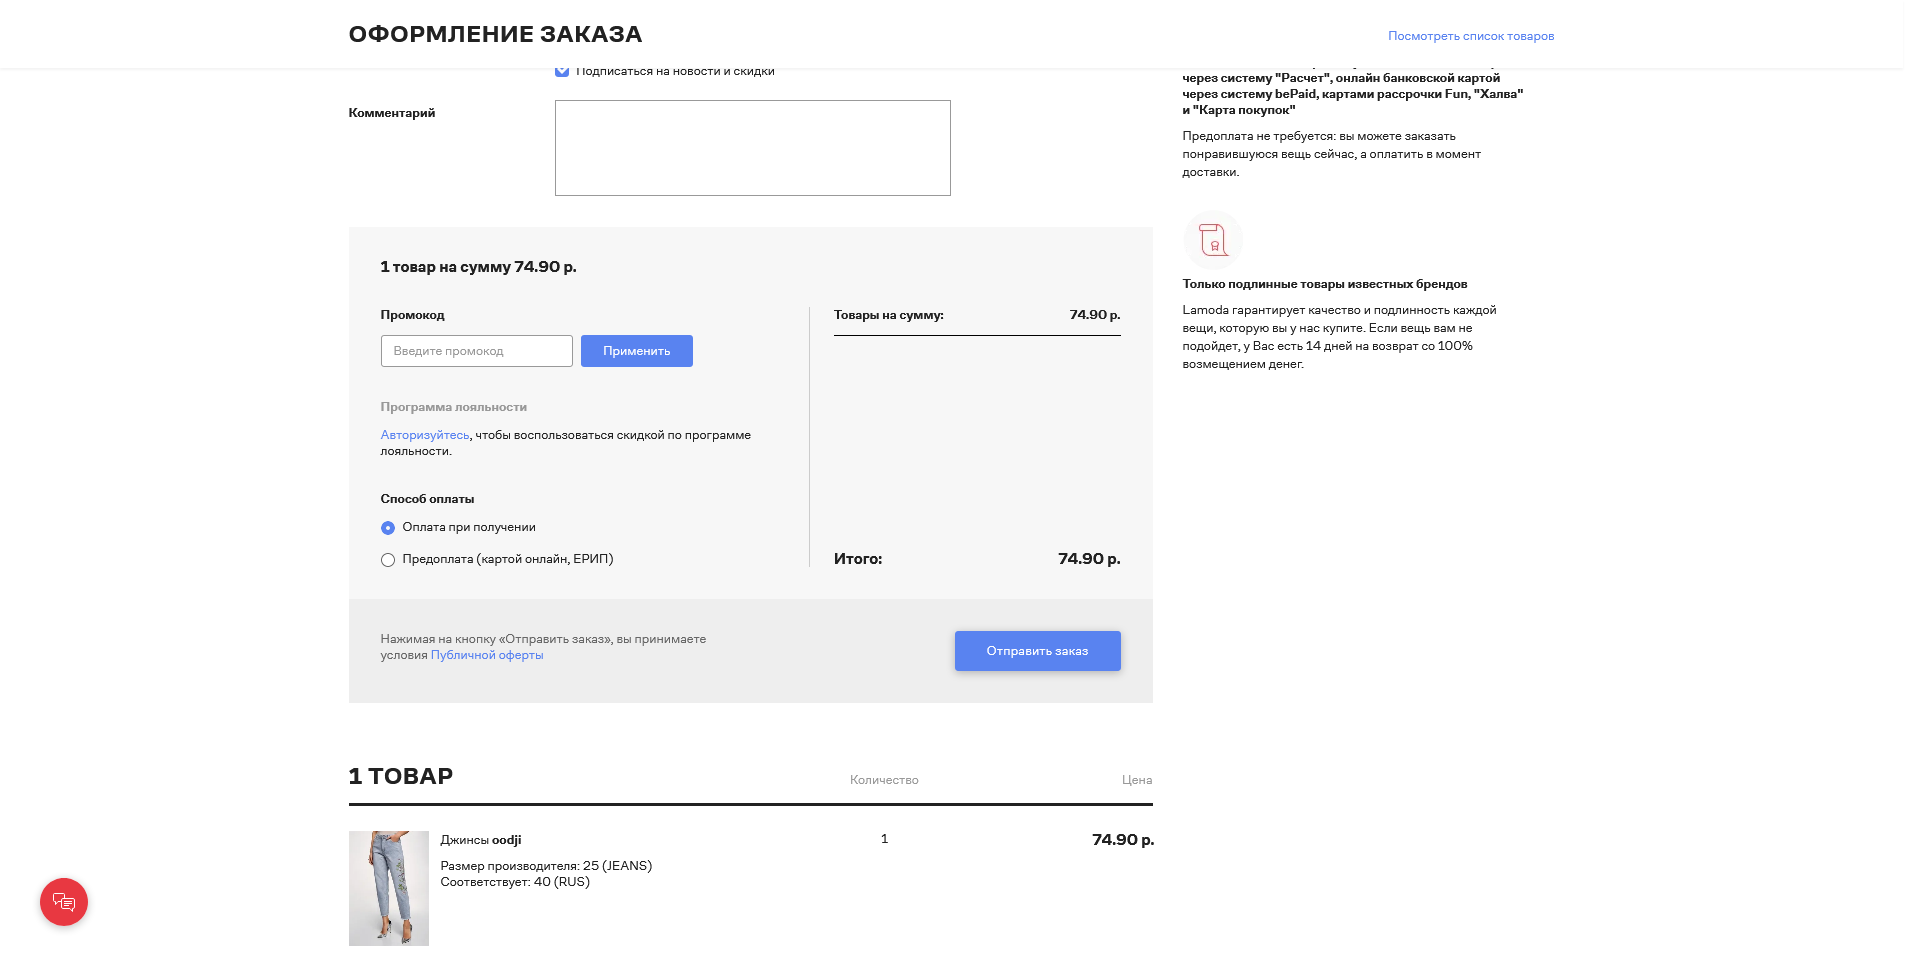 ОФОРМЛЕНИЕ ЗАКАЗА
Посмотреть список товаров
Подписаться на новости и скидки
Комментарий
через систему "Расчет", онлайн банковской картой
через систему bePaid, картами рассрочки Fun, "Халва"
и "Карта покупок"
Предоплата не требуется: вы можете заказать
понравившуюся вещь сейчас, а оплатить в момент
доставки.
Только подлинные товары известных брендов
Lamoda гарантирует качество и подлинность каждой
вещи, которую вы у нас купите. Если вещь вам не
подойдет, у Вас есть 14 дней на возврат со 100%
возмещением денег.
1 товар на сумму 74.90 р.
Промокод
Введите промокод
Применить
Программа лояльности
Авторизуйтесь, чтобы воспользоваться скидкой по программе
лояльности.
Способ оплаты
Оплата при получении
Предоплата (картой онлайн, ЕРИП)
Товары на сумму: 74.90 р.
Итого: 74.90 р.
Нажимая на кнопку «Отправить заказ», вы принимаете
условия Публичной оферты
Отправить заказ
1 ТОВАР Количество Цена
Джинсы oodji 1 74.90 р.
Размер производителя: 25 (JEANS)
Соответствует: 40 (RUS)